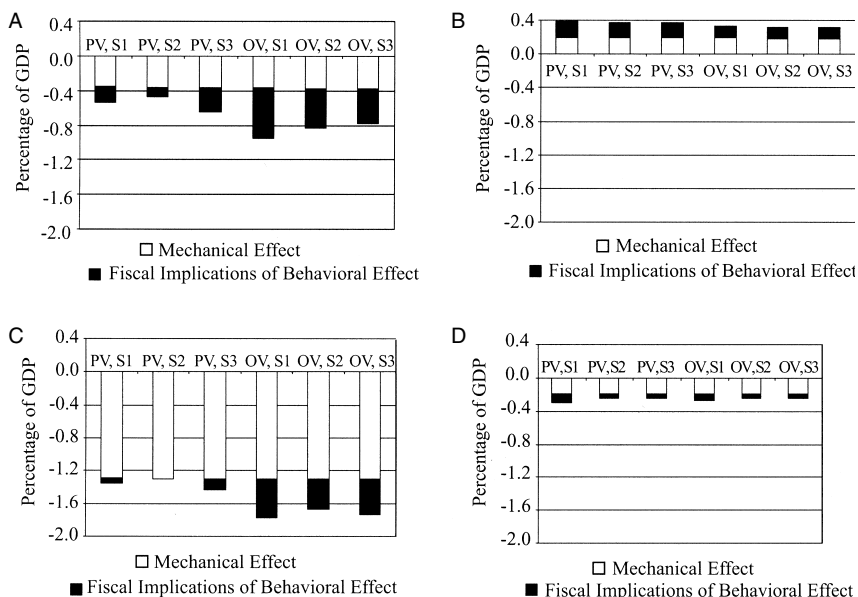 A
Percentage of GDP
0.4
0.0
-0.4
-0.8
-1.2
-1.6
-2.0
PV, S1 PV, S2 PV, S3 OV, S1 OV, S2 OV, S3
Mechanical Effect
Fiscal Implications of Behavioral Effect
B
Percentage of GDP
0.4
0.0
-0.4
-0.8
-1.2
-1.6
-2.0
PV, S1 PV, S2 PV, S3 OV, S1 OV, S2 OV, S3
Mechanical Effect
Fiscal Implications of Behavioral Effect
C
Percentage of GDP
0.4
0.0
-0.4
-0.8
-1.2
-1.6
-2.0
PV, S1 PV, S2 PV, S3 OV, S1 OV, S2 OV, S3
Mechanical Effect
Fiscal Implications of Behavioral Effect
D
Percentage of GDP
0.4
0.0
-0.4
-0.8
-1.2
-1.6
-2.0
PV,S1 PV,S2 PV,S3 OV,S1 OV,S2 OV,S3
Mechanical Effect
Fiscal Implications of Behavioral Effect